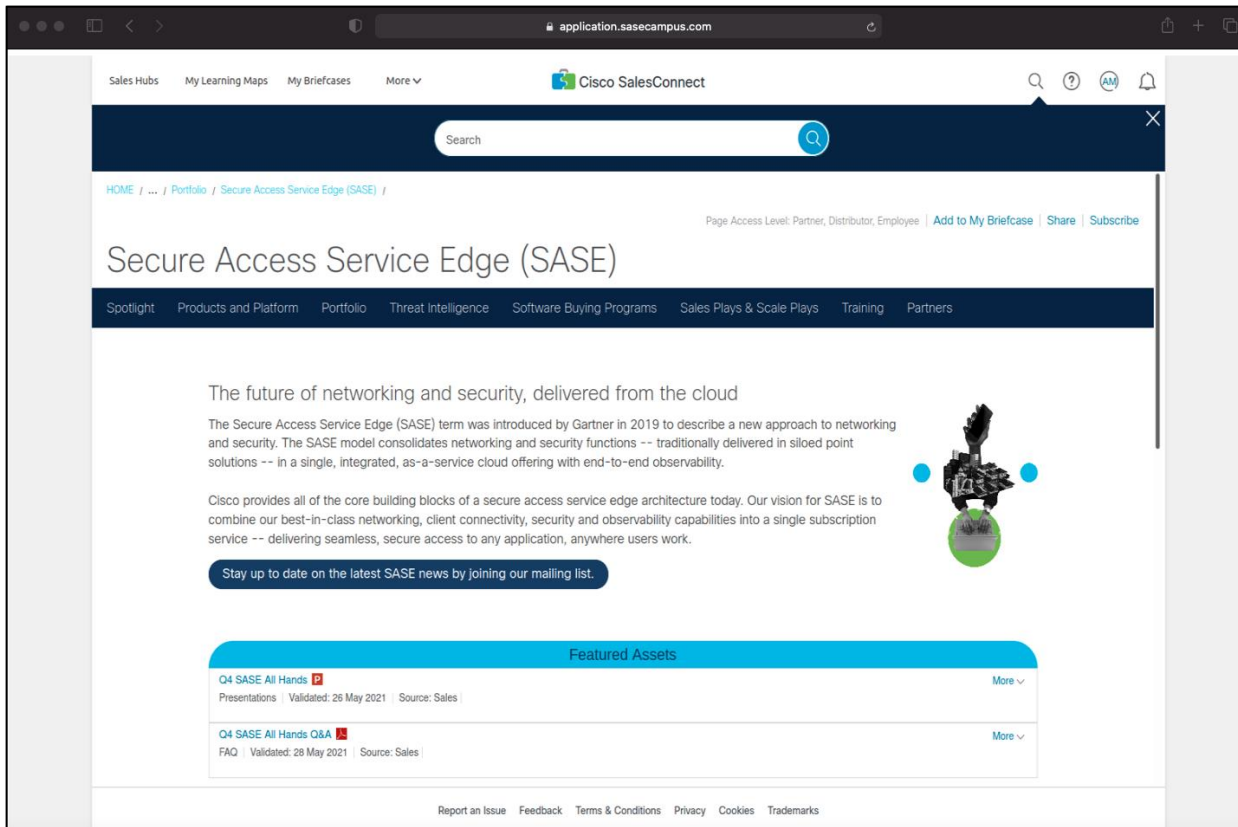 application.sasecampus.com
Sales Hubs My Learning Maps My Briefcases More Cisco SalesConnect AM
Search
HOME / ... / Portfolio / Secure Access Service Edge (SASE) /
Page Access Level: Partner, Distributor, Employee | Add to My Briefcase | Share | Subscribe
Secure Access Service Edge (SASE)
Spotlight Products and Platform Portfolio Threat Intelligence Software Buying Programs Sales Plays & Scale Plays Training Partners
The future of networking and security, delivered from the cloud
The Secure Access Service Edge (SASE) term was introduced by Gartner in 2019 to describe a new approach to networking
and security. The SASE model consolidates networking and security functions -- traditionally delivered in siloed point
solutions -- in a single, integrated, as-a-service cloud offering with end-to-end observability.
Cisco provides all of the core building blocks of a secure access service edge architecture today. Our vision for SASE is to
combine our best-in-class networking, client connectivity, security and observability capabilities into a single subscription
service -- delivering seamless, secure access to any application, anywhere users work.
Stay up to date on the latest SASE news by joining our mailing list.
Featured Assets
Q4 SASE All Hands P More
Presentations | Validated: 26 May 2021 | Source: Sales |
Q4 SASE All Hands Q&A More
FAQ | Validated: 28 May 2021 | Source: Sales |
Report an Issue Feedback Terms & Conditions Privacy Cookies Trademarks